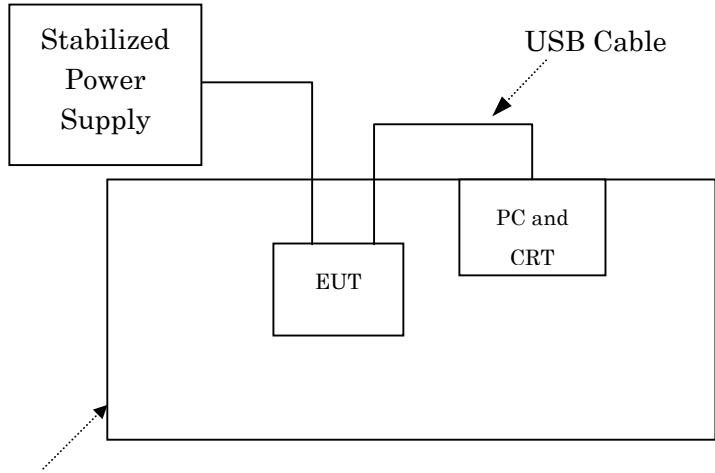 Stabilized
Power
Supply
USB Cable
PC and
CRT
EUT